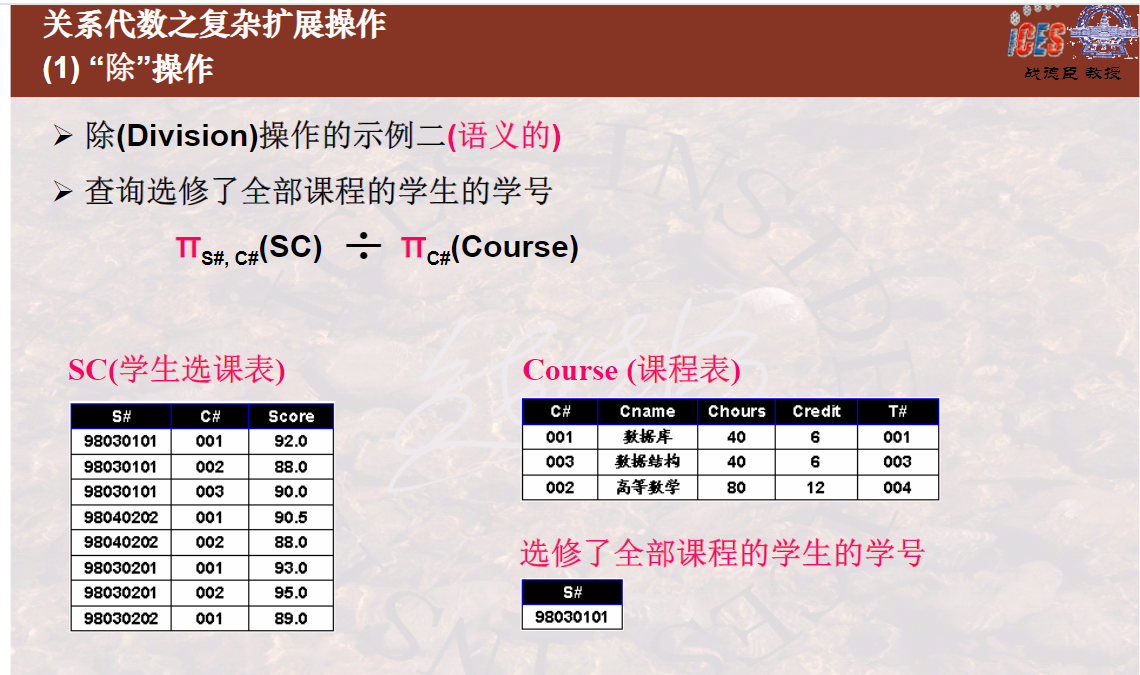 关系代数之复杂扩展操作
(1) “除”操作
iCES
战德臣 教授
除(Division)操作的示例二(语义的)
查询选修了全部课程的学生的学号
π S#, C#(SC) ÷ π C#(Course)
SC(学生选课表)
S# C# Score
98030101 001 92.0
98030101 002 88.0
98030101 003 90.0
98040202 001 90.5
98040202 002 88.0
98030201 001 93.0
98030201 002 95.0
98030202 001 89.0
Course (课程表)
C# Cname Chours Credit T#
001 数据库 40 6 001
003 数据结构 40 6 003
002 高等数学 80 12 004
选修了全部课程的学生的学号
S#
98030101